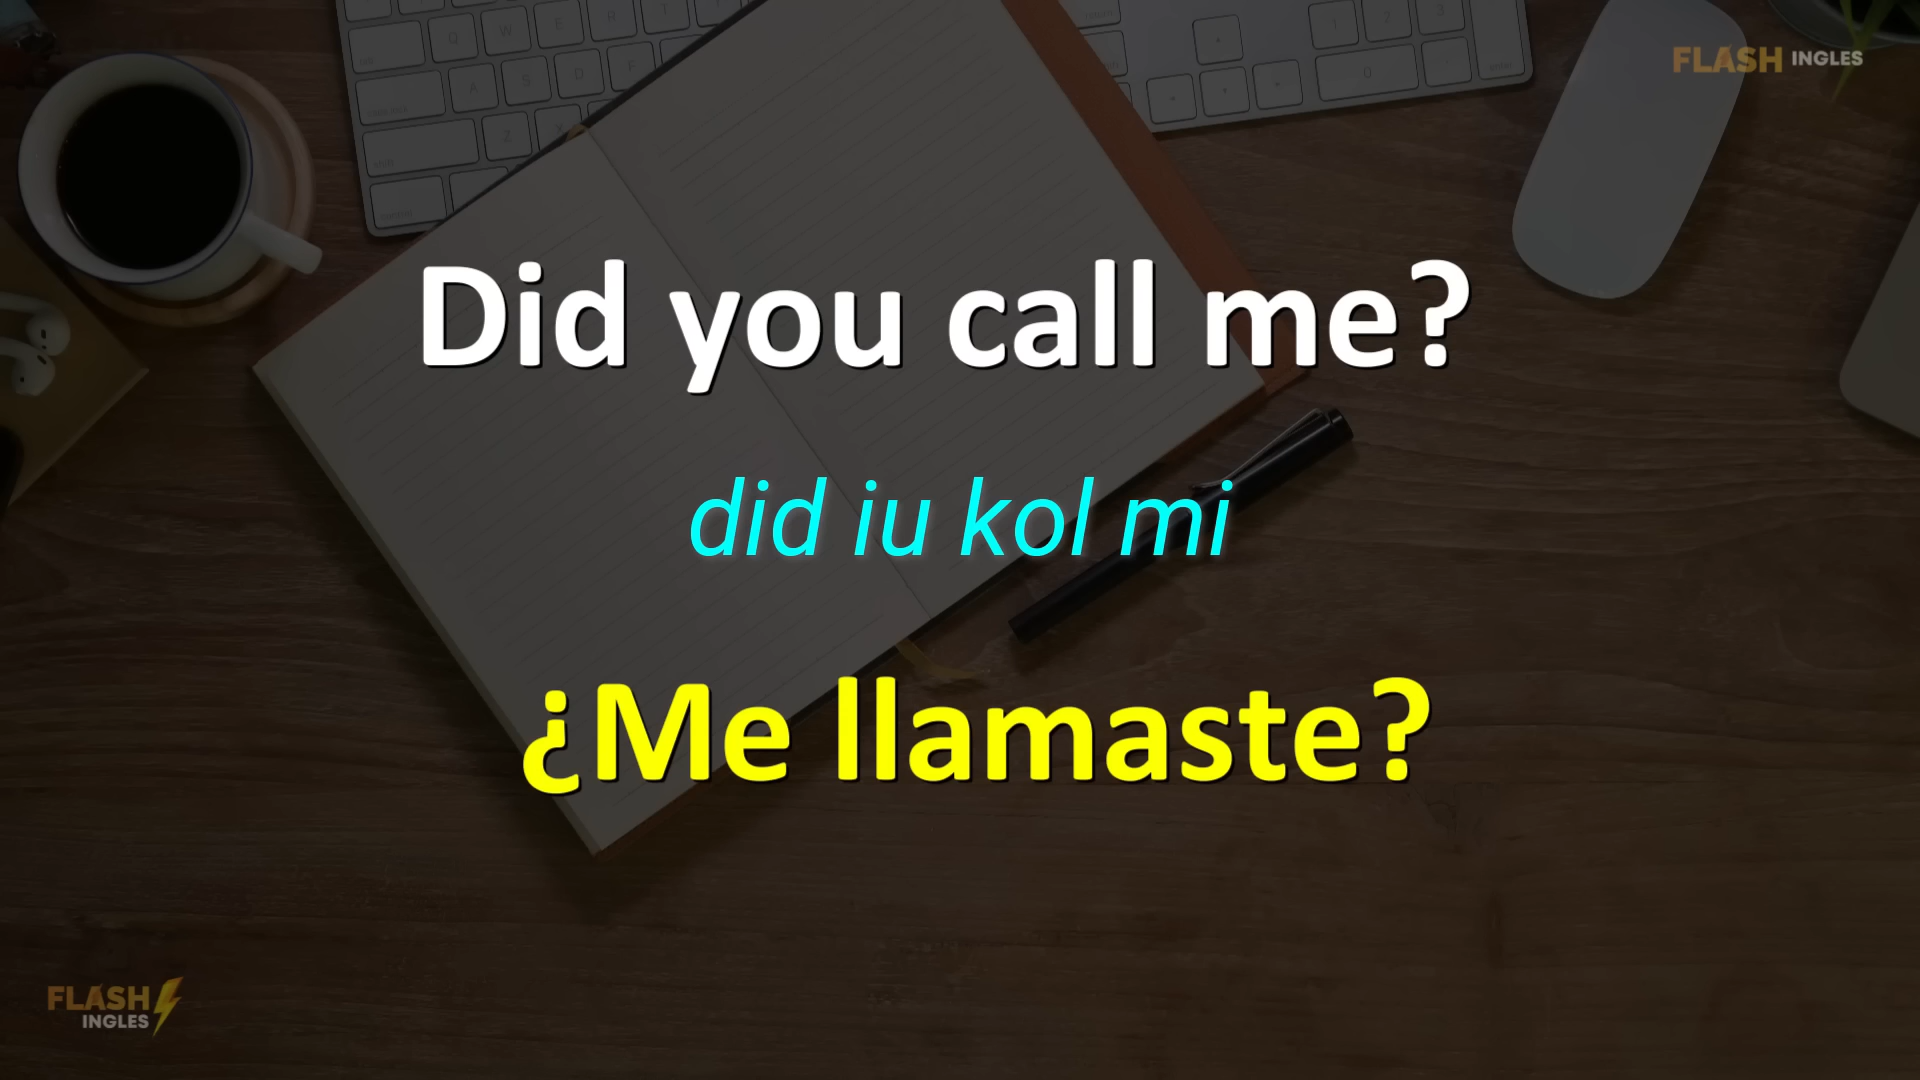 FLASH INGLES
Did you call me?
did iu kol mi
¿Me llamaste?
FLASH
INGLES